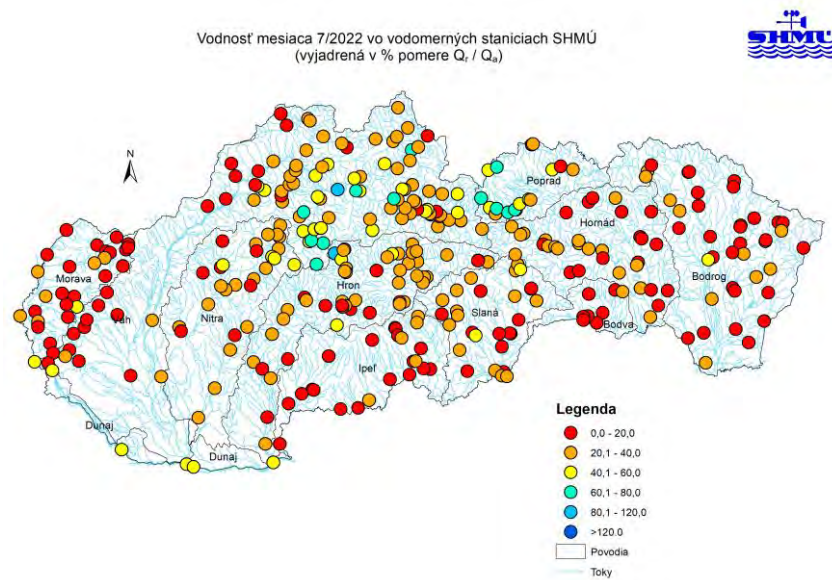 Vodnosť mesiaca 7/2022 vo vodomerných staniciach SHMÚ
(vyjadrená v % pomere Qr / Qa)
SHMÚ
N
Poprad
Hornád
Morava
Bodrog
Hron
Váh
Nitra
Slaná
Bodva
Ipeľ
Dunaj
Dunaj
Legenda
0,0 - 20,0
20,1 - 40,0
40,1 - 60,0
60,1 - 80,0
80,1 - 120,0
>120.0
Povodia
Toky